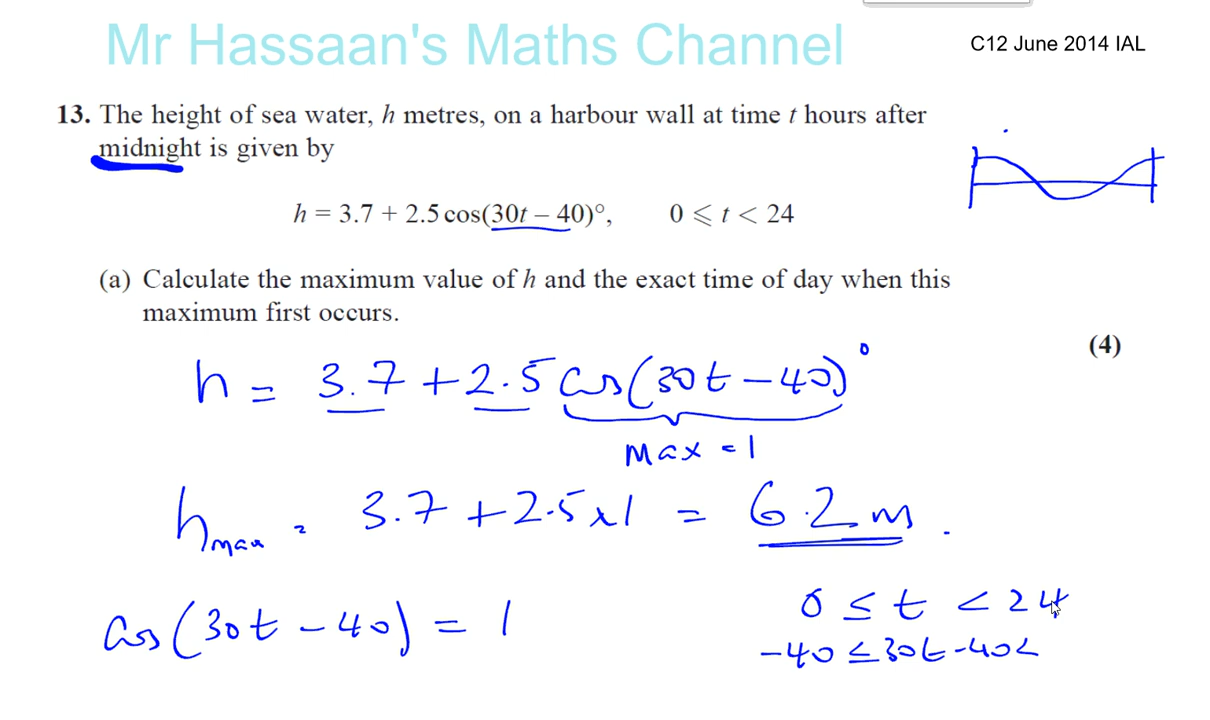 Mr Hassaan's Maths Channel
C12 June 2014 IAL
13. The height of sea water, h metres, on a harbour wall at time t hours after
midnight is given by
h = 3.7 + 2.5 cos(30t – 40)°, 0 ⩽ t < 24
(a) Calculate the maximum value of h and the exact time of day when this
maximum first occurs.
(4)
h = 3.7 + 2.5 cos(30t – 40)°
max = 1
hmax = 3.7 + 2.5 x 1 = 6.2 m.
0 ≤ t < 24
cos(30t – 40) = 1
-40 ≤ 30t - 40 <